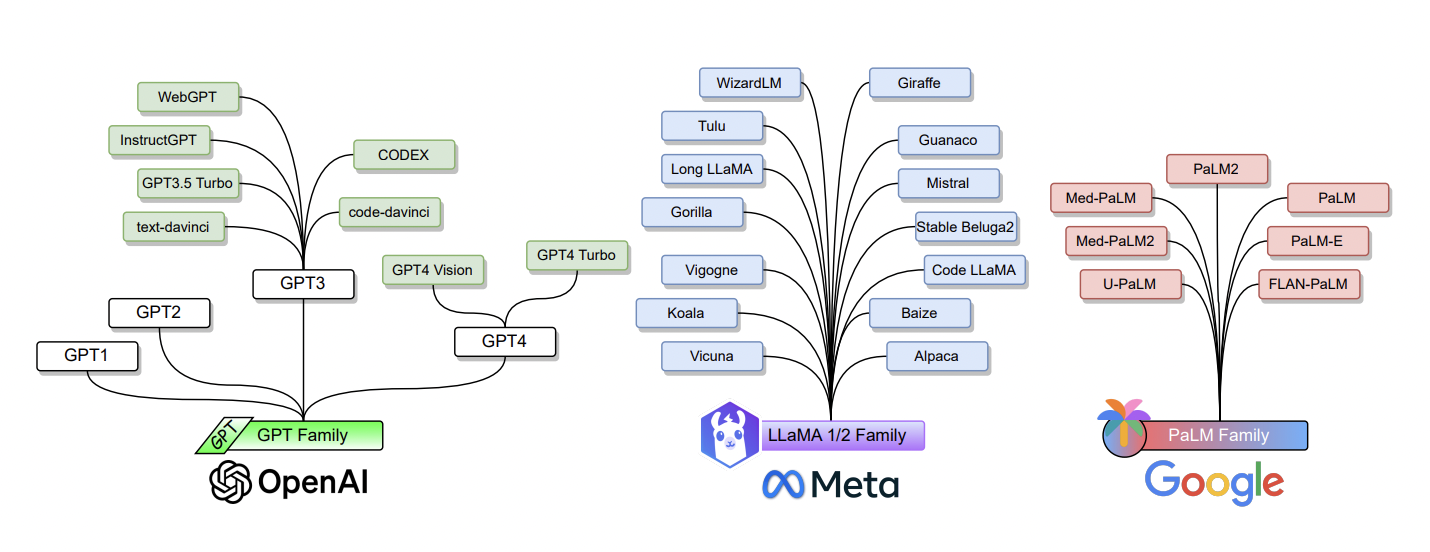 WebGPT
InstructGPT
CODEX
GPT3.5 Turbo
text-davinci
code-davinci
GPT3
GPT4 Vision
GPT4 Turbo
GPT2
GPT4
GPT1
GPT
GPT Family
OpenAI
WizardLM
Giraffe
Tulu
Guanaco
Long LLaMA
Mistral
Gorilla
Stable Beluga2
Vigogne
Code LLaMA
Koala
Baize
Vicuna
Alpaca
LLaMA 1/2 Family
Meta
PaLM2
Med-PaLM
PaLM
Med-PaLM2
PaLM-E
U-PaLM
FLAN-PaLM
PaLM Family
Google